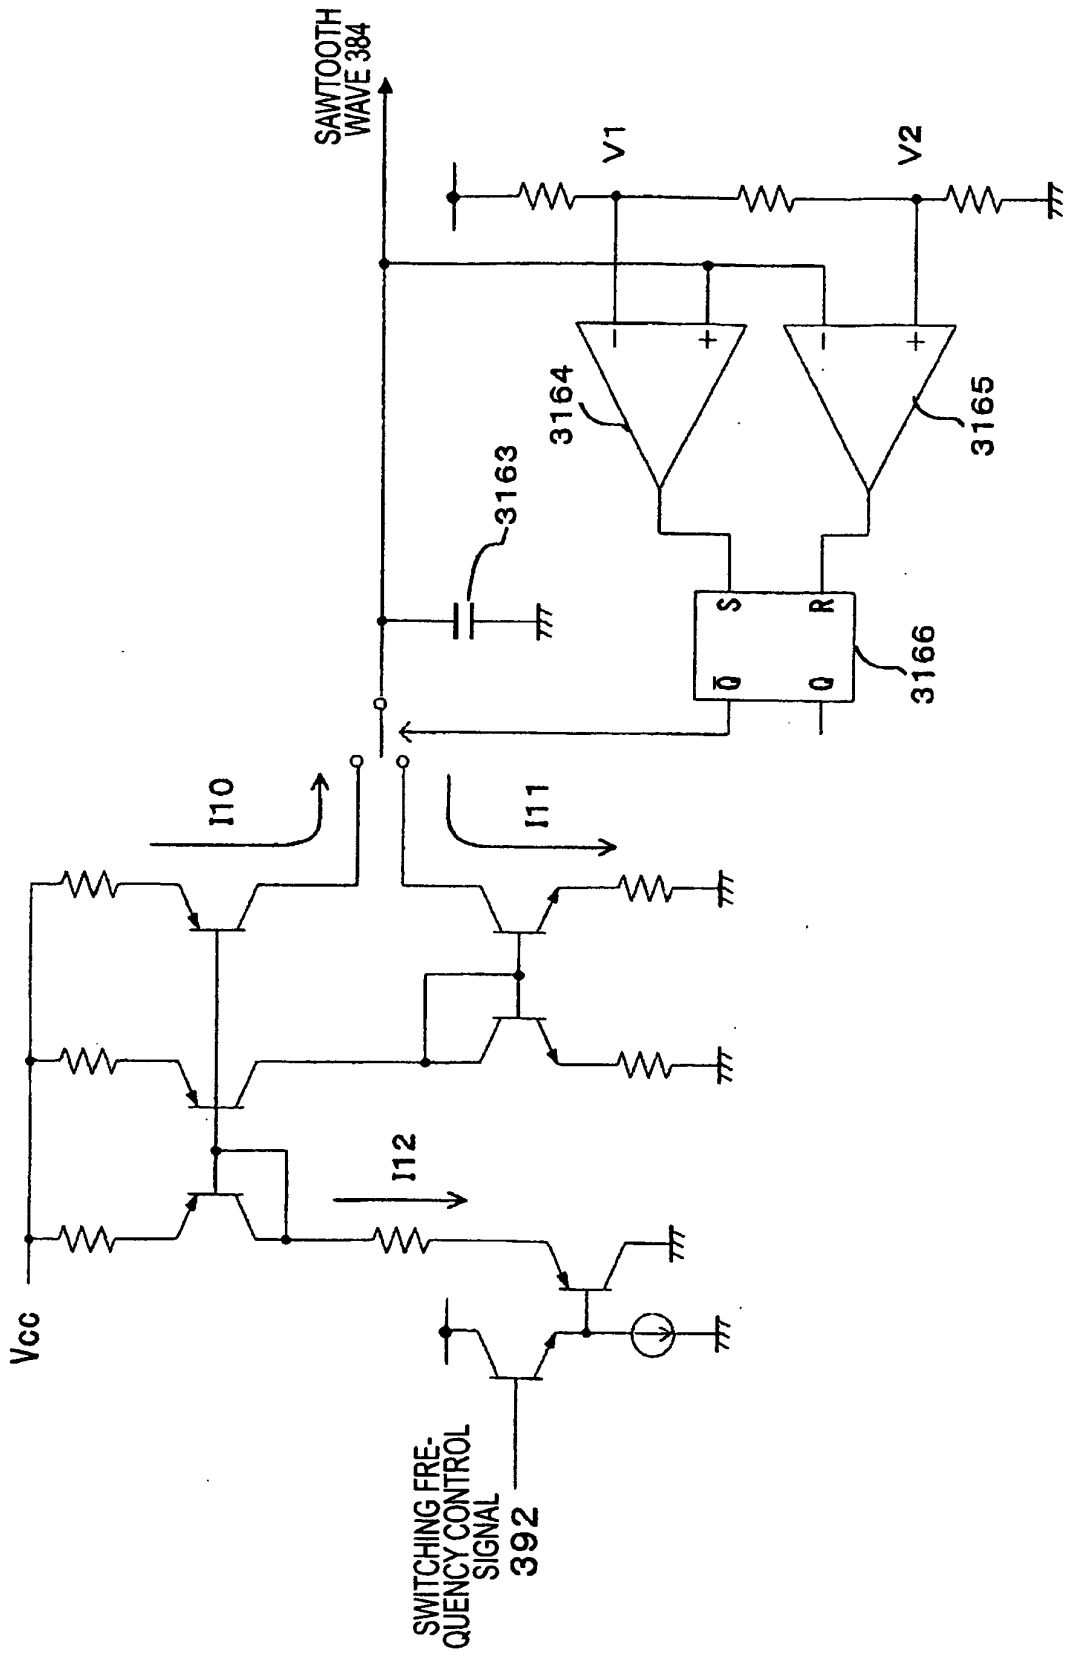 Vcc
SWITCHING FRE-
QUENCY CONTROL
SIGNAL
392
I12
I10
I11
SAWTOOTH
WAVE 384
3163
3164
3165
V1
V2
-
+
-
+
S
R
Q̅
Q
3166